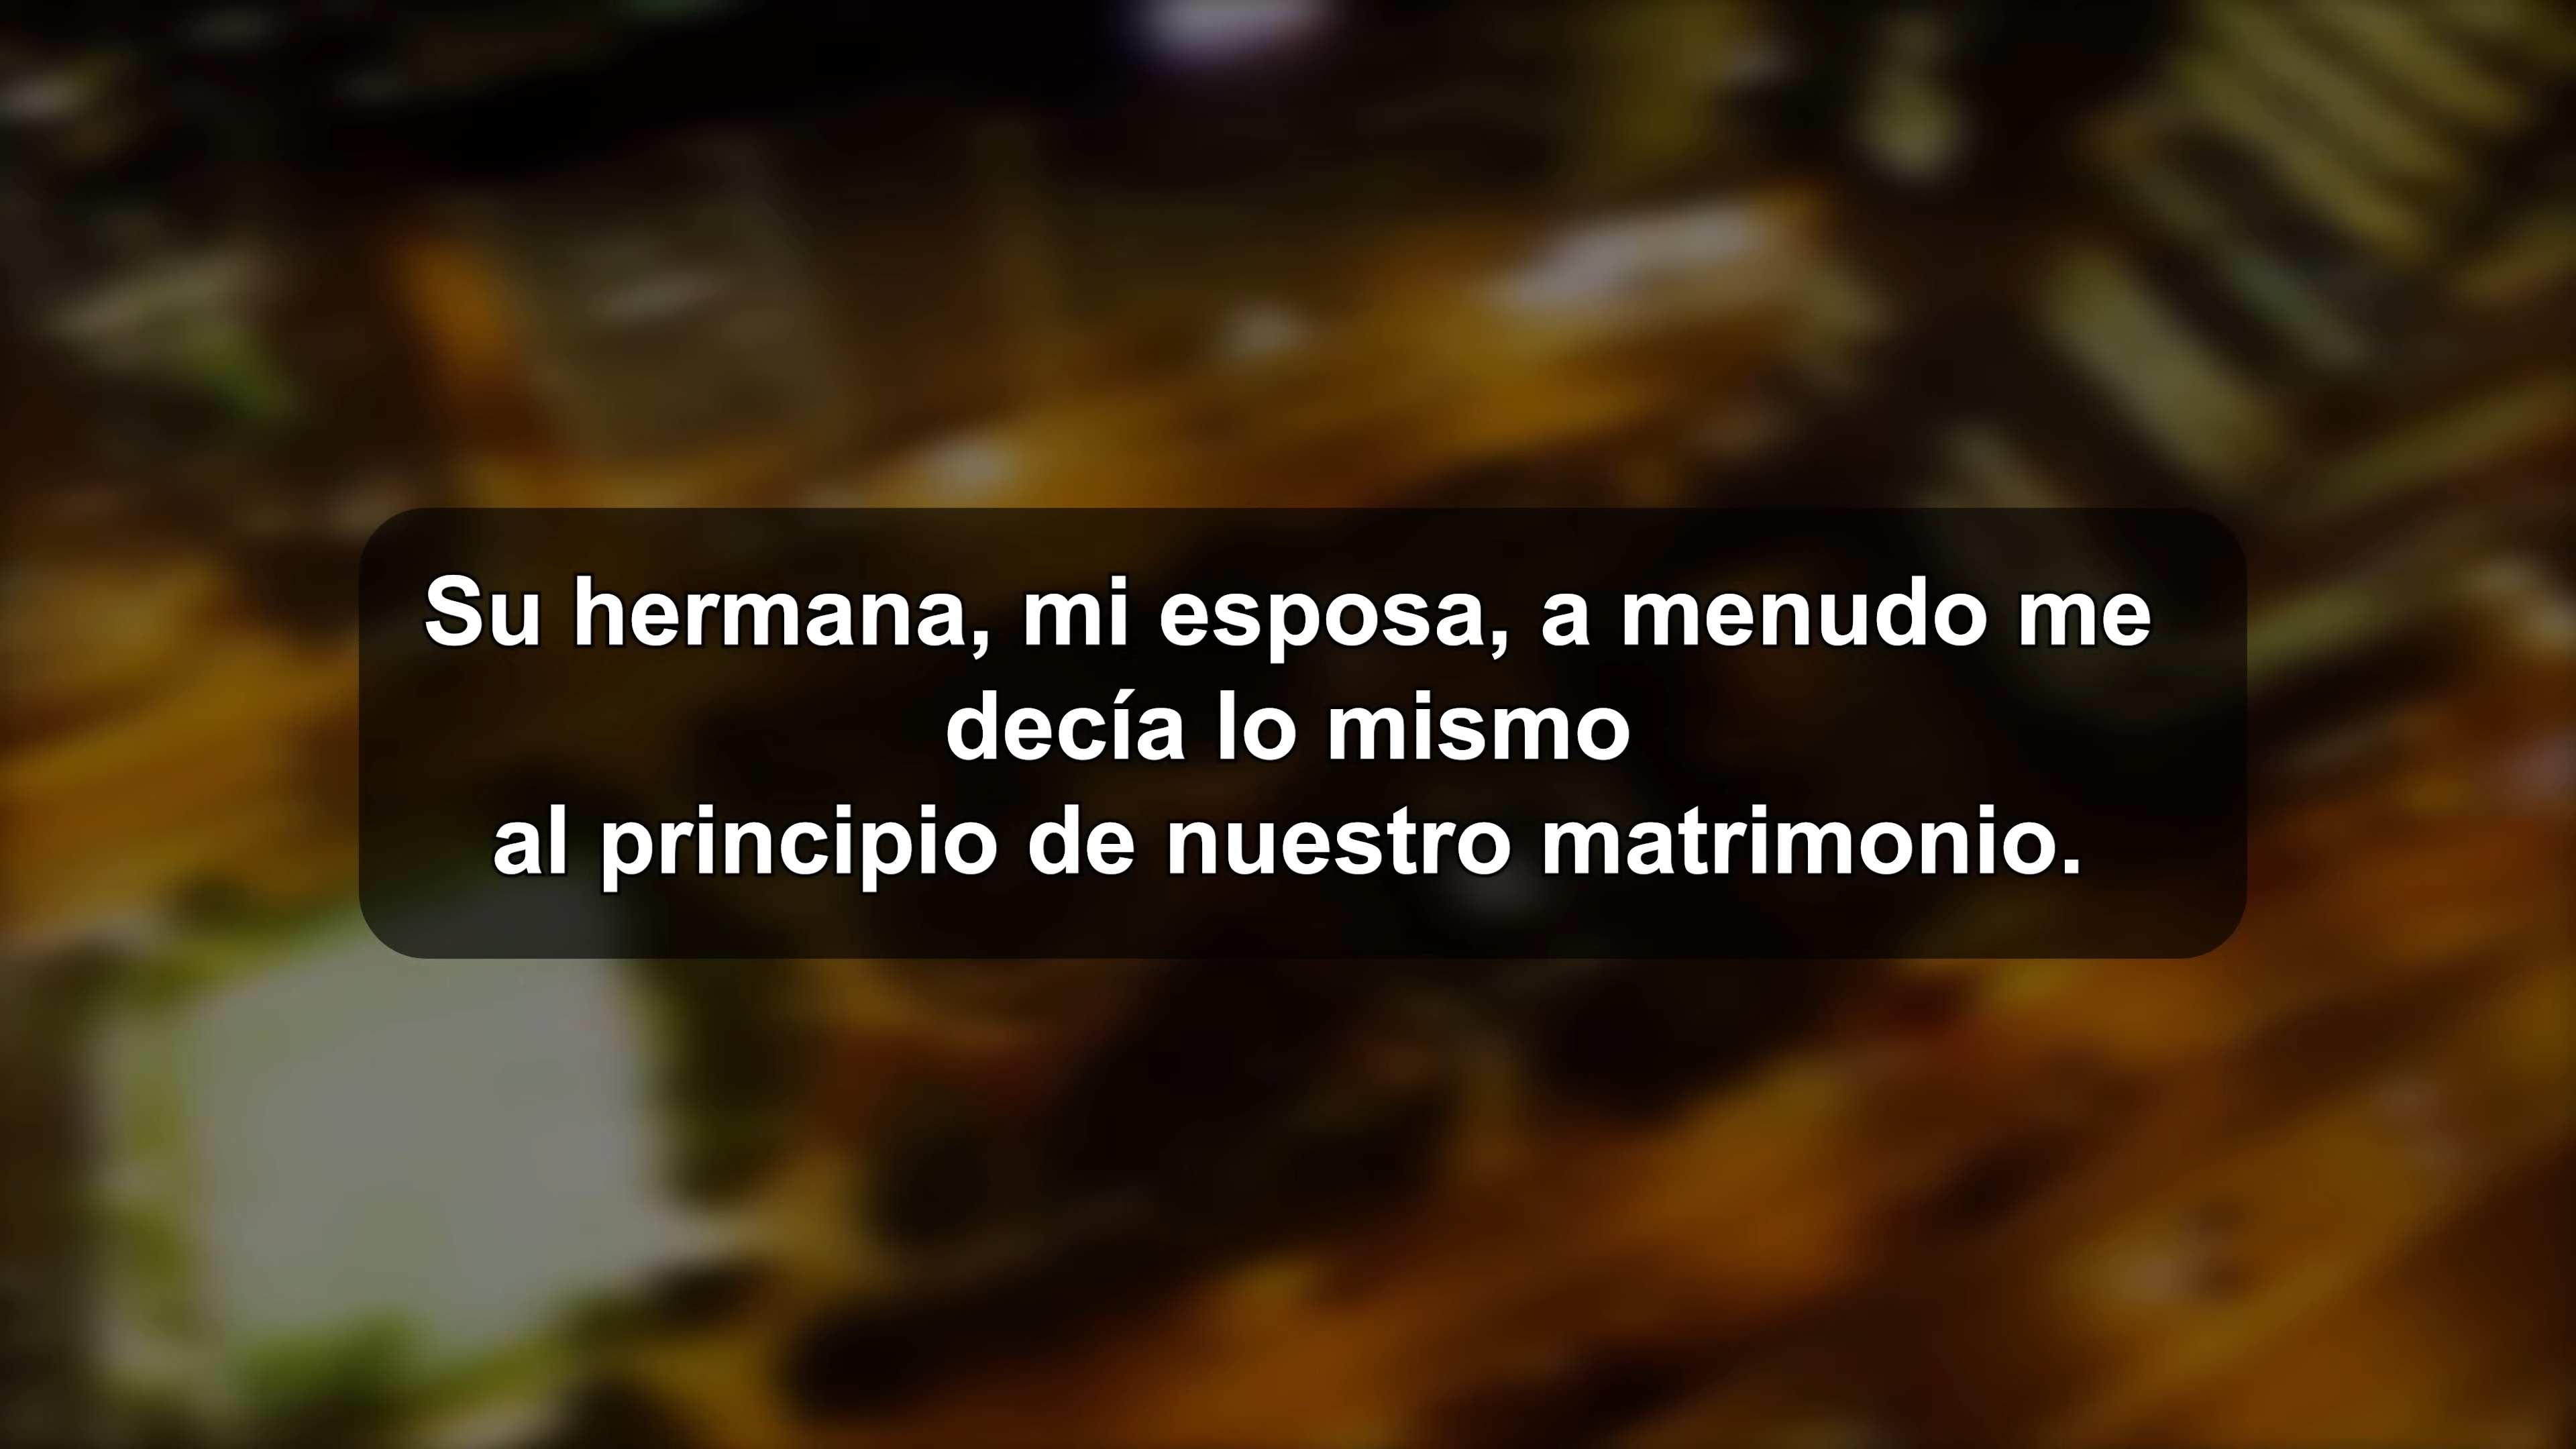 Su hermana, mi esposa, a menudo me
decía lo mismo
al principio de nuestro matrimonio.